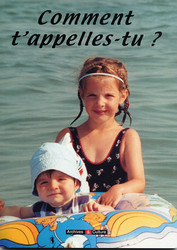 Comment
t'appelles-tu ?
Archives & Culture